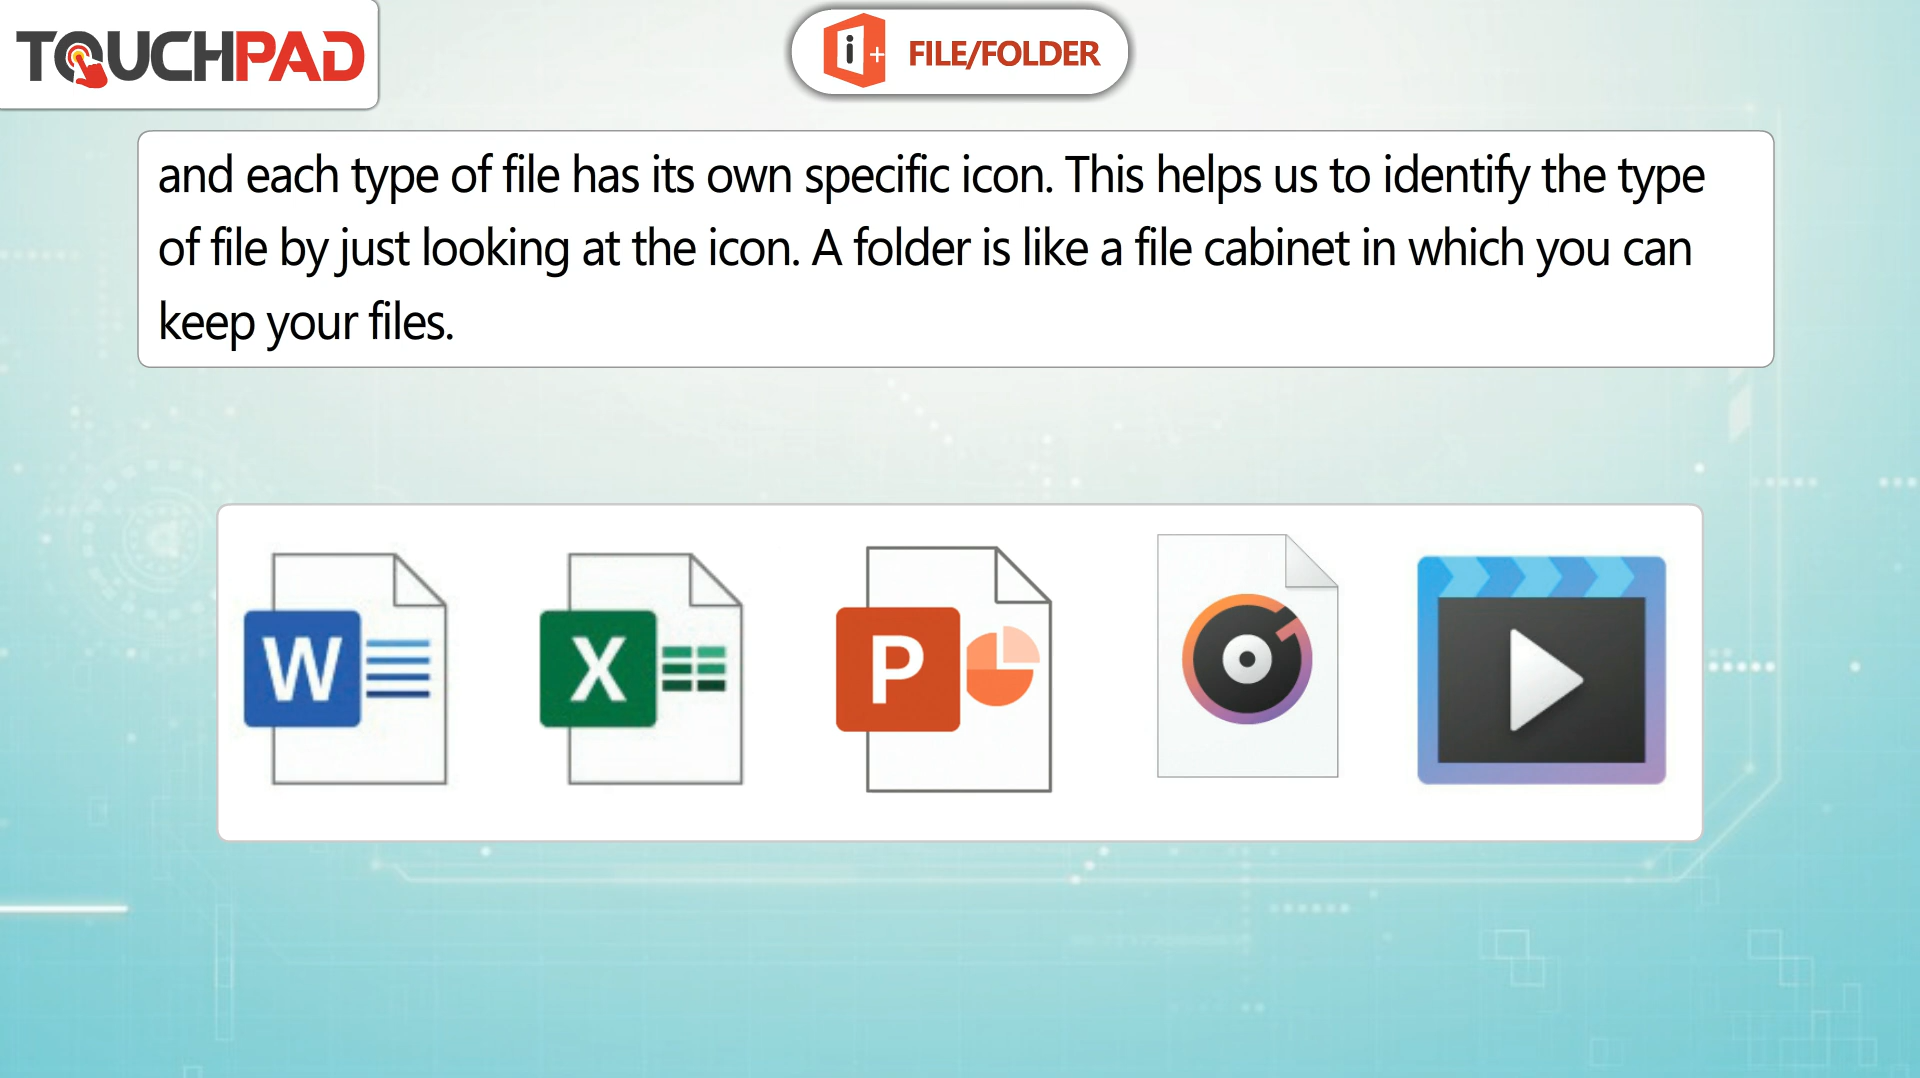 TOUCHPAD
i+ FILE/FOLDER
and each type of file has its own specific icon. This helps us to identify the type
of file by just looking at the icon. A folder is like a file cabinet in which you can
keep your files.
W X P